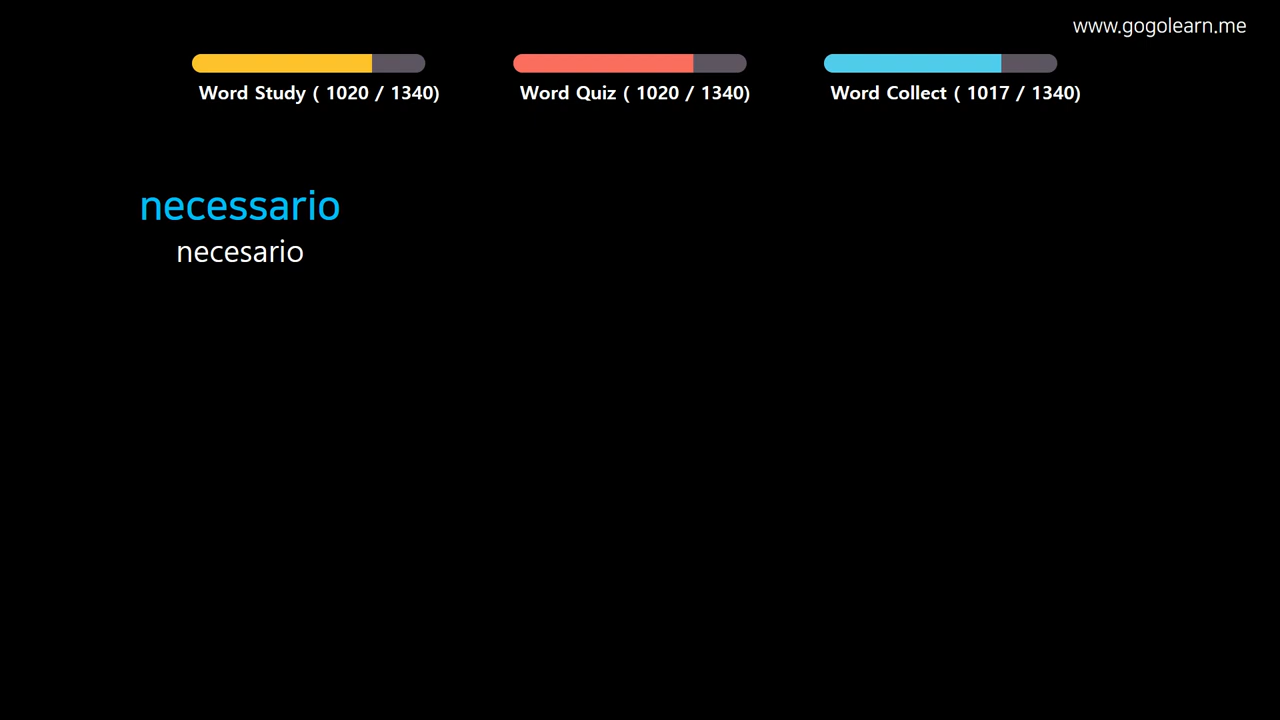 www.gogolearn.me
Word Study ( 1020 / 1340)
Word Quiz ( 1020 / 1340)
Word Collect ( 1017 / 1340)
necessario
necesario